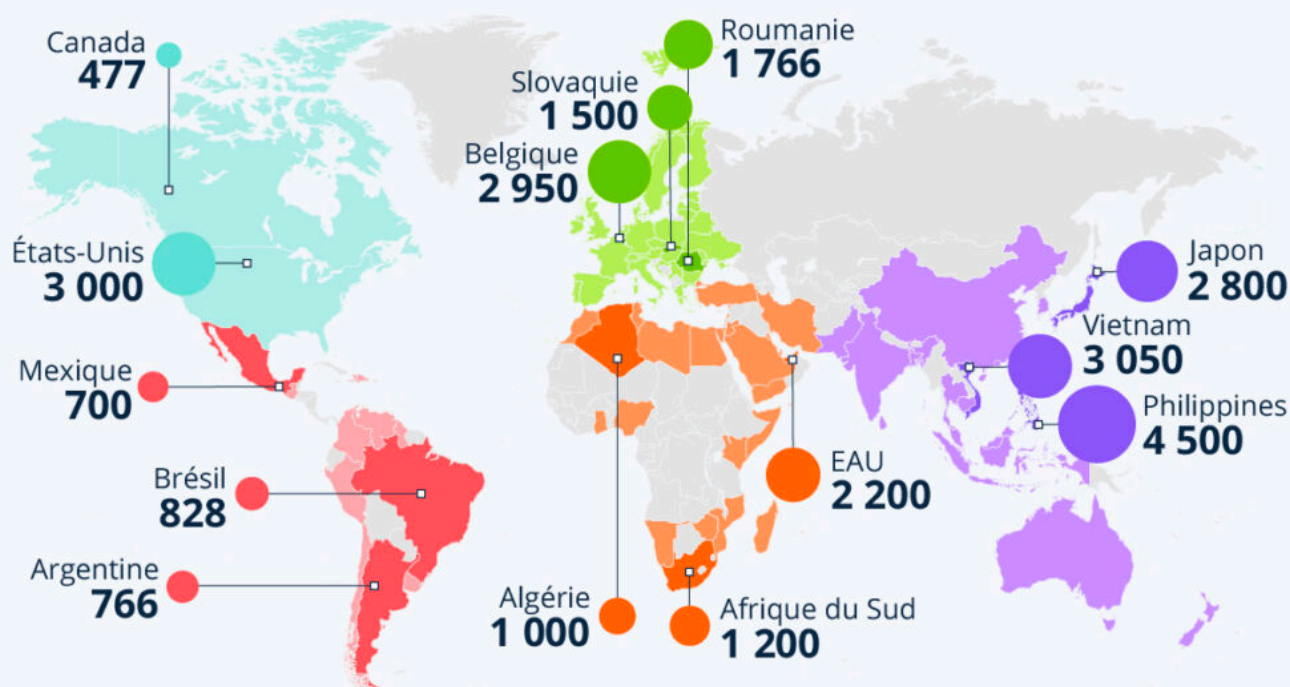 Canada
477
Roumanie
1 766
Slovaquie
1 500
Belgique
2 950
États-Unis
3 000
Japon
2 800
Vietnam
3 050
Mexique
700
Philippines
4 500
Brésil
828
EAU
2 200
Argentine
766
Algérie
1 000
Afrique du Sud
1 200